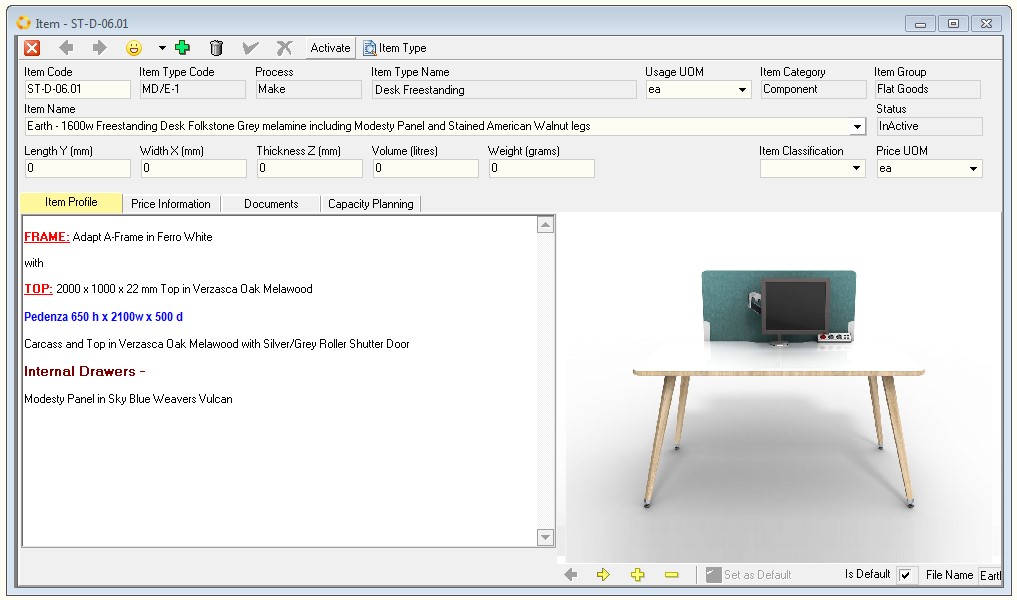 Item - ST-D-06.01
Activate Item Type
Item Code Item Type Code Process Item Type Name Usage UOM Item Category Item Group
ST-D-06.01 MD/E-1 Make Desk Freestanding ea Component Flat Goods
Item Name Status
Earth - 1600w Freestanding Desk Folkstone Grey melamine including Modesty Panel and Stained American Walnut legs InActive
Length Y (mm) Width X (mm) Thickness Z (mm) Volume (litres) Weight (grams) Item Classification Price UOM
0 0 0 0 0 ea
Item Profile Price Information Documents Capacity Planning
FRAME: Adapt A-Frame in Ferro White
with
TOP: 2000 x 1000 x 22 mm Top in Verzasca Oak Melawood
Pedenza 650 h x 2100w x 500 d
Carcass and Top in Verzasca Oak Melawood with Silver/Grey Roller Shutter Door
Internal Drawers -
Modesty Panel in Sky Blue Weavers Vulcan
Set as Default Is Default File Name Eart